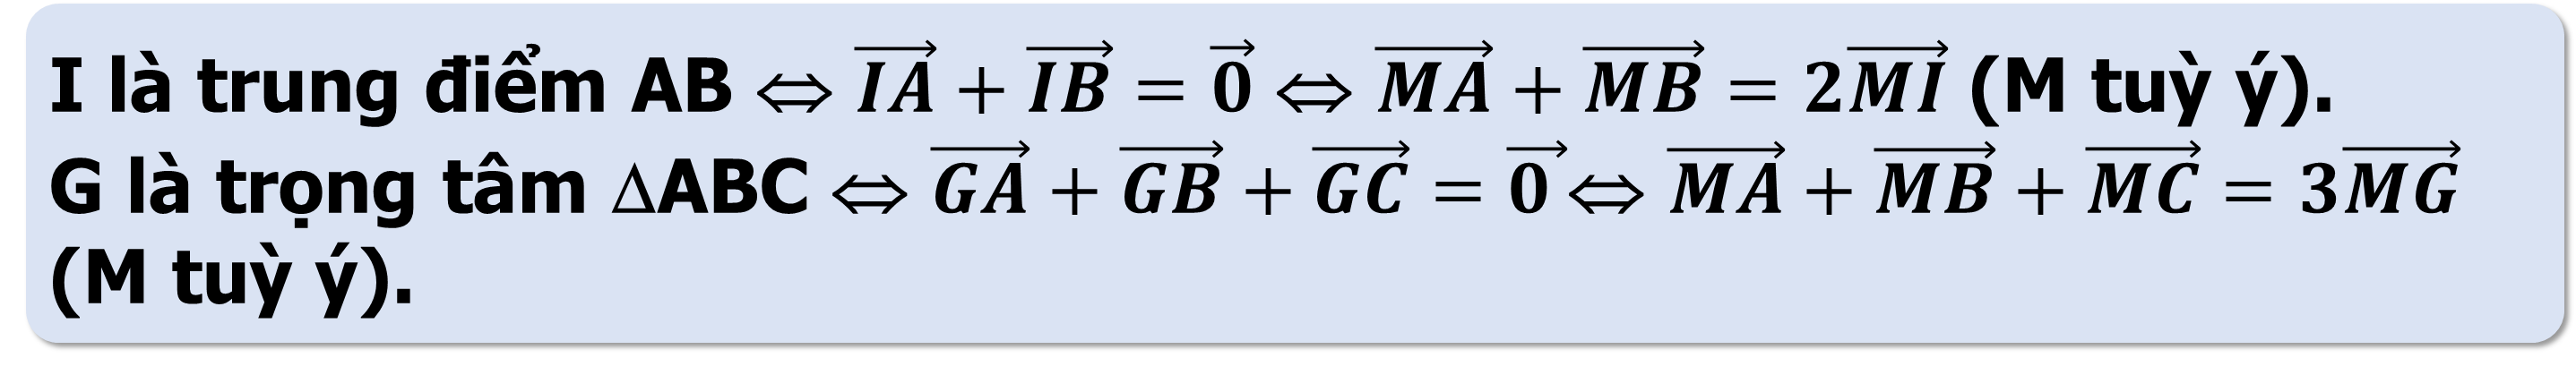 I là trung điểm AB ⇔ $\overrightarrow{IA} + \overrightarrow{IB} = \overrightarrow{0}$ ⇔ $\overrightarrow{MA} + \overrightarrow{MB} = 2\overrightarrow{MI}$ (M tuỳ ý).
G là trọng tâm ΔABC ⇔ $\overrightarrow{GA} + \overrightarrow{GB} + \overrightarrow{GC} = \overrightarrow{0}$ ⇔ $\overrightarrow{MA} + \overrightarrow{MB} + \overrightarrow{MC} = 3\overrightarrow{MG}$
(M tuỳ ý).